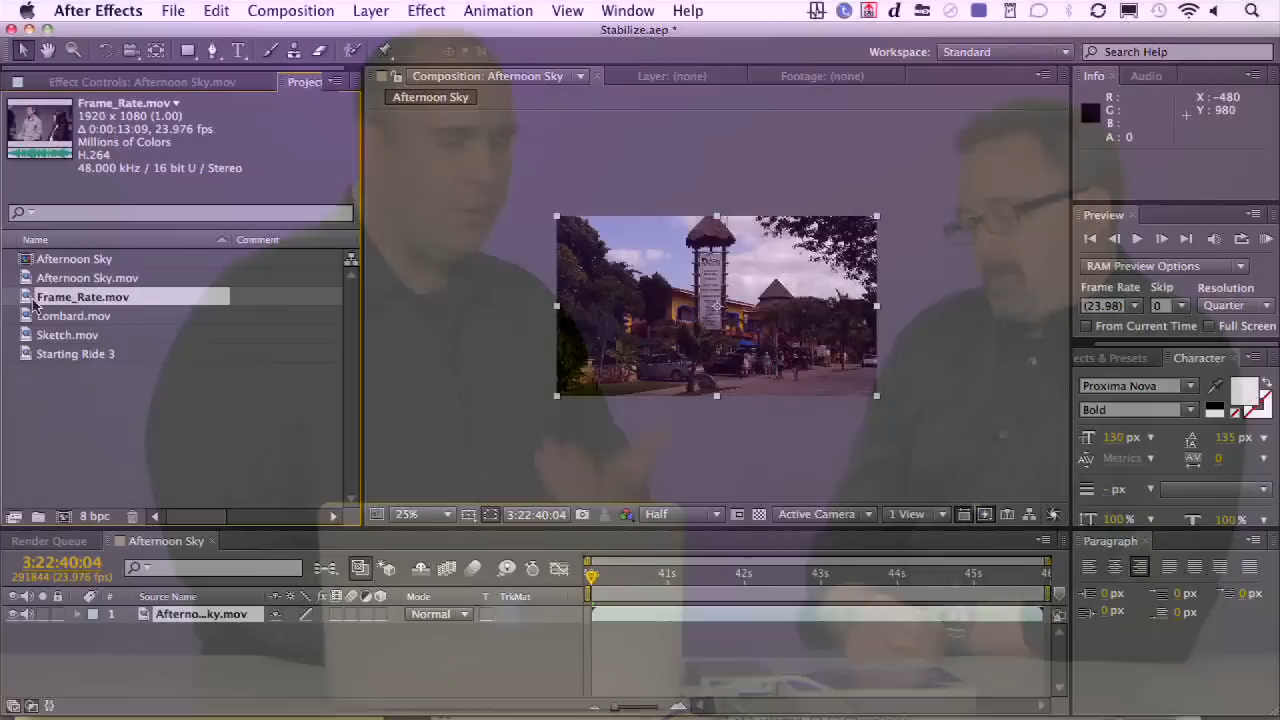 After Effects File Edit Composition Layer Effect Animation View Window Help
Stabilize.aep *
Workspace: Standard Search Help
Effect Controls: Afternoon Sky.mov Project
Composition: Afternoon Sky Layer: (none) Footage: (none)
Info Audio
Afternoon Sky
Frame_Rate.mov
1920 x 1080 (1.00)
Δ 0:00:13:09, 23.976 fps
Millions of Colors
H.264
48.000 kHz / 16 bit U / Stereo
R :
G :
B :
A : 0
X : -480
Y : 980
Name Comment
Afternoon Sky
Afternoon Sky.mov
Frame_Rate.mov
Lombard.mov
Sketch.mov
Starting Ride 3
8 bpc
25% 3:22:40:04 Half Active Camera 1 View
Preview
RAM Preview Options
Frame Rate Skip Resolution
(23.98) 0 Quarter
From Current Time Full Screen
ects & Presets Character
Proxima Nova
Bold
130 px 135 px
Metrics 0
- px
100 % 100 %
Render Queue Afternoon Sky
3:22:40:04
291844 (23.976 fps)
41s 42s 43s 44s 45s 46
# Source Name Mode T TrkMat
1 Afterno...ky.mov Normal
Paragraph
0 px 0 px 0 px
0 px 0 px